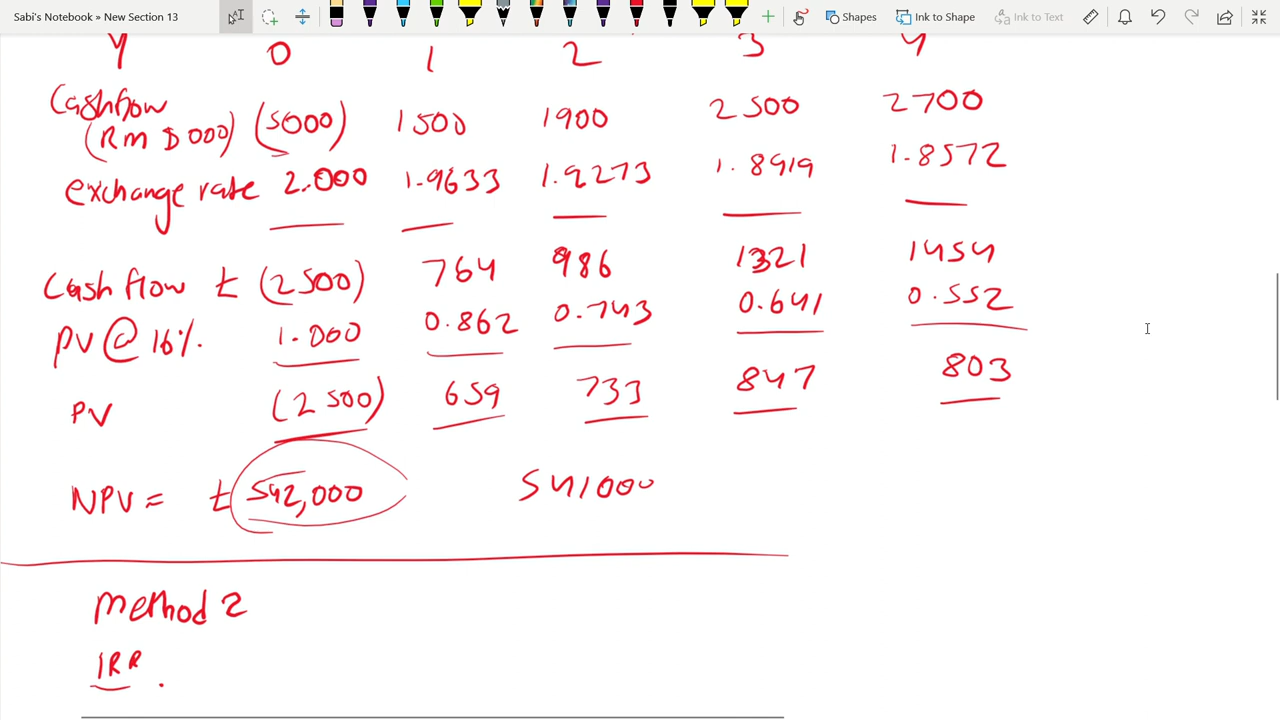 Sabi's Notebook » New Section 13
Shapes Ink to Shape Ink to Text
Y 0 1 2 3 4
Cashflow
(Rm $000) (5000) 1500 1900 2500 2700
exchange rate 2.000 1.9633 1.9273 1.8919 1.8572
Cash flow £ (2500) 764 986 1321 1454
PV @ 16%. 1.000 0.862 0.743 0.641 0.552
PV (2500) 659 733 847 803
NPV = £ 542,000 541000
Method 2
IRR .